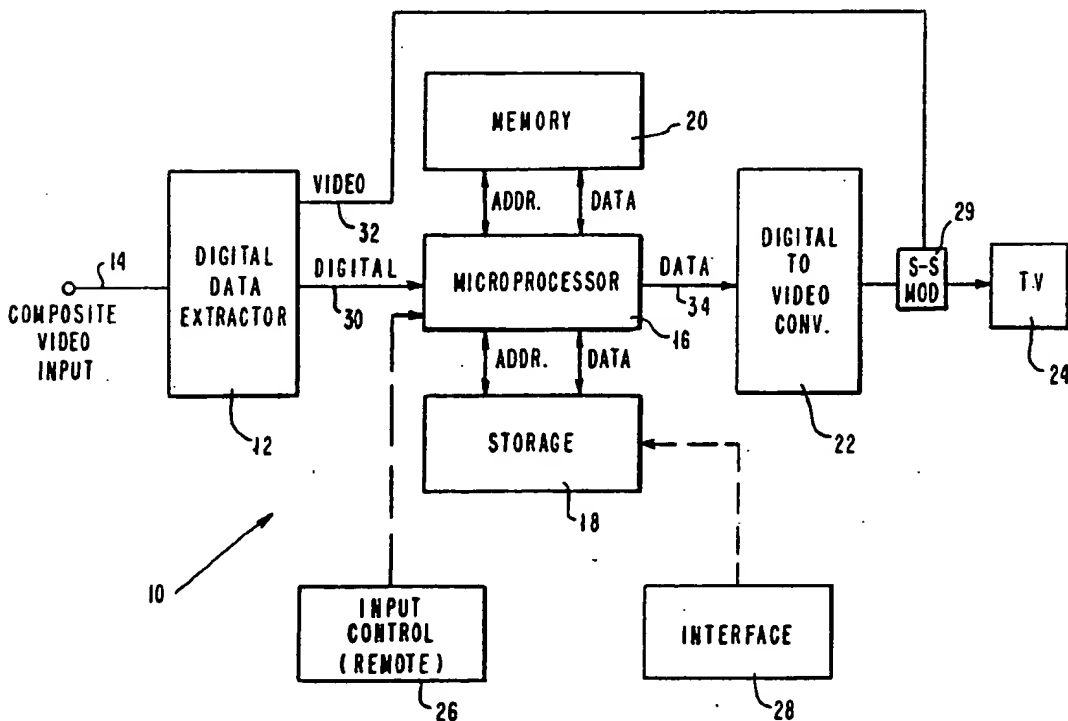 MEMORY
20
VIDEO
32
ADDR.
DATA
29
14
DIGITAL
DATA
EXTRACTOR
DIGITAL
30
MICROPROCESSOR
16
DATA
34
DIGITAL
TO
VIDEO
CONV.
S-S
MOD
T.V
24
COMPOSITE
VIDEO
INPUT
12
ADDR.
DATA
22
STORAGE
18
10
INPUT
CONTROL
(REMOTE)
26
INTERFACE
28